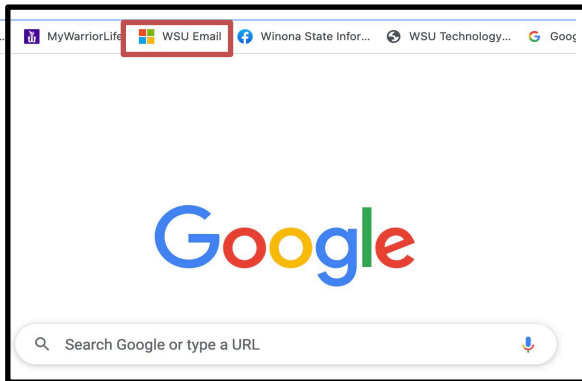 MyWarriorLife WSU Email Winona State Infor... WSU Technology... Goog
Google
Search Google or type a URL